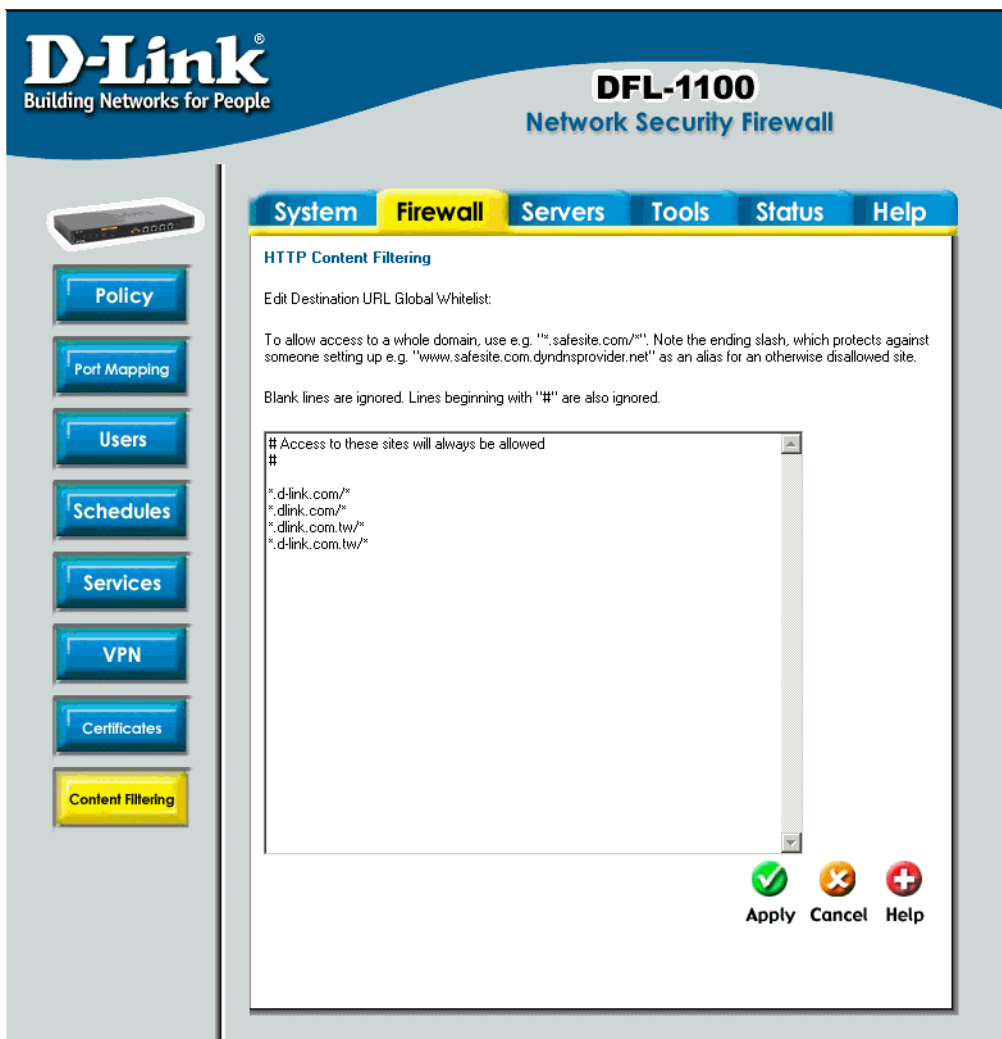 D-Link®
Building Networks for People
DFL-1100
Network Security Firewall
System Firewall Servers Tools Status Help
Policy
Port Mapping
Users
Schedules
Services
VPN
Certificates
Content Filtering
HTTP Content Filtering
Edit Destination URL Global Whitelist:
To allow access to a whole domain, use e.g. "*.safesite.com/*". Note the ending slash, which protects against
someone setting up e.g. "www.safesite.com.dyndnsprovider.net" as an alias for an otherwise disallowed site.
Blank lines are ignored. Lines beginning with "#" are also ignored.
# Access to these sites will always be allowed
#
*.d-link.com/*
*.dlink.com/*
*.dlink.com.tw/*
*.d-link.com.tw/*
Apply Cancel Help